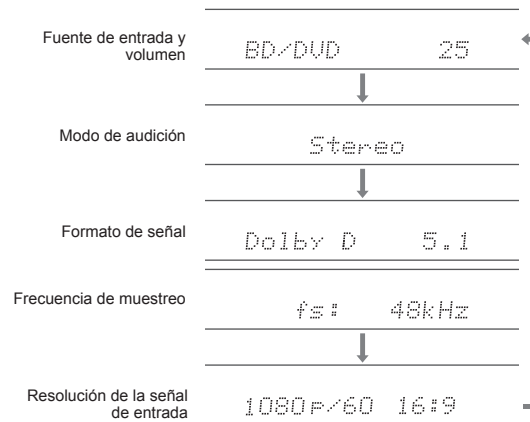 Fuente de entrada y
volumen
BD/DVD 25
Modo de audición
Stereo
Formato de señal
Dolby D 5.1
Frecuencia de muestreo
fs: 48kHz
Resolución de la señal
de entrada
1080p/60 16:9